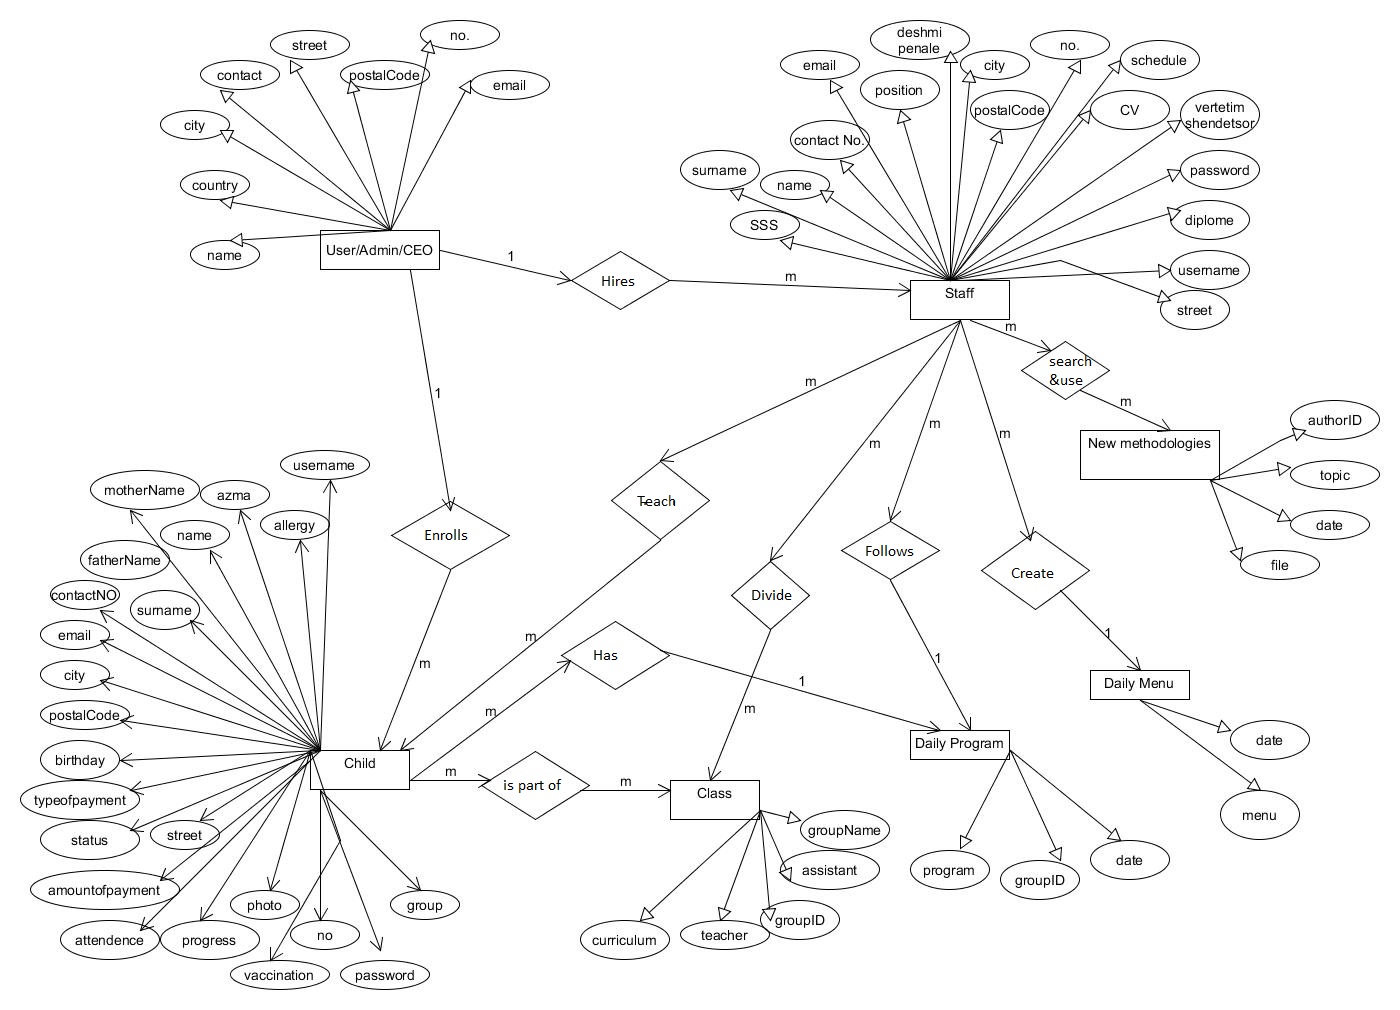 no.
street
postalCode
contact
email
city
country
name
User/Admin/CEO
1
Hires
m
deshmi
penale
no.
email
city
schedule
position
postalCode
CV
vertetim
shendetsor
contact No.
surname
name
password
SSS
diplome
username
street
Staff
m
search
&use
m
New methodologies
authorID
topic
date
file
m
Teach
m
m
Divide
m
m
Follows
1
m
Create
1
Daily Menu
date
menu
1
Enrolls
m
username
motherName
azma
allergy
name
fatherName
contactNO
surname
email
city
postalCode
birthday
typeofpayment
status
street
amountofpayment
attendence
progress
photo
no
vaccination
password
group
Child
m
Has
1
m
is part of
m
Class
groupName
assistant
groupID
teacher
curriculum
Daily Program
program
groupID
date